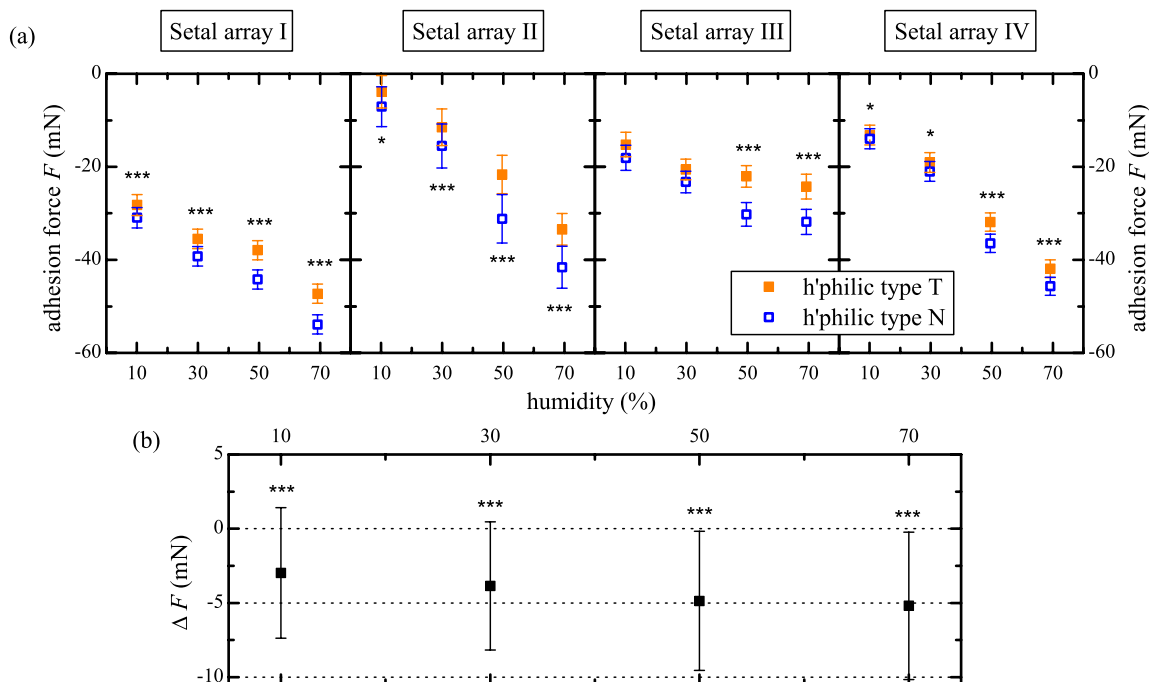 (a)
Setal array I Setal array II Setal array III Setal array IV
adhesion force F (mN)
0
-20
-40
-60
*** *** *** ***
* *** *** ***
*** ***
* * *** ***
h'philic type T
h'philic type N
0
-20
-40
-60
adhesion force F (mN)
10 30 50 70 10 30 50 70 10 30 50 70 10 30 50 70
humidity (%)
(b)
10 30 50 70
Δ F (mN)
5
0
-5
-10
*** *** *** ***